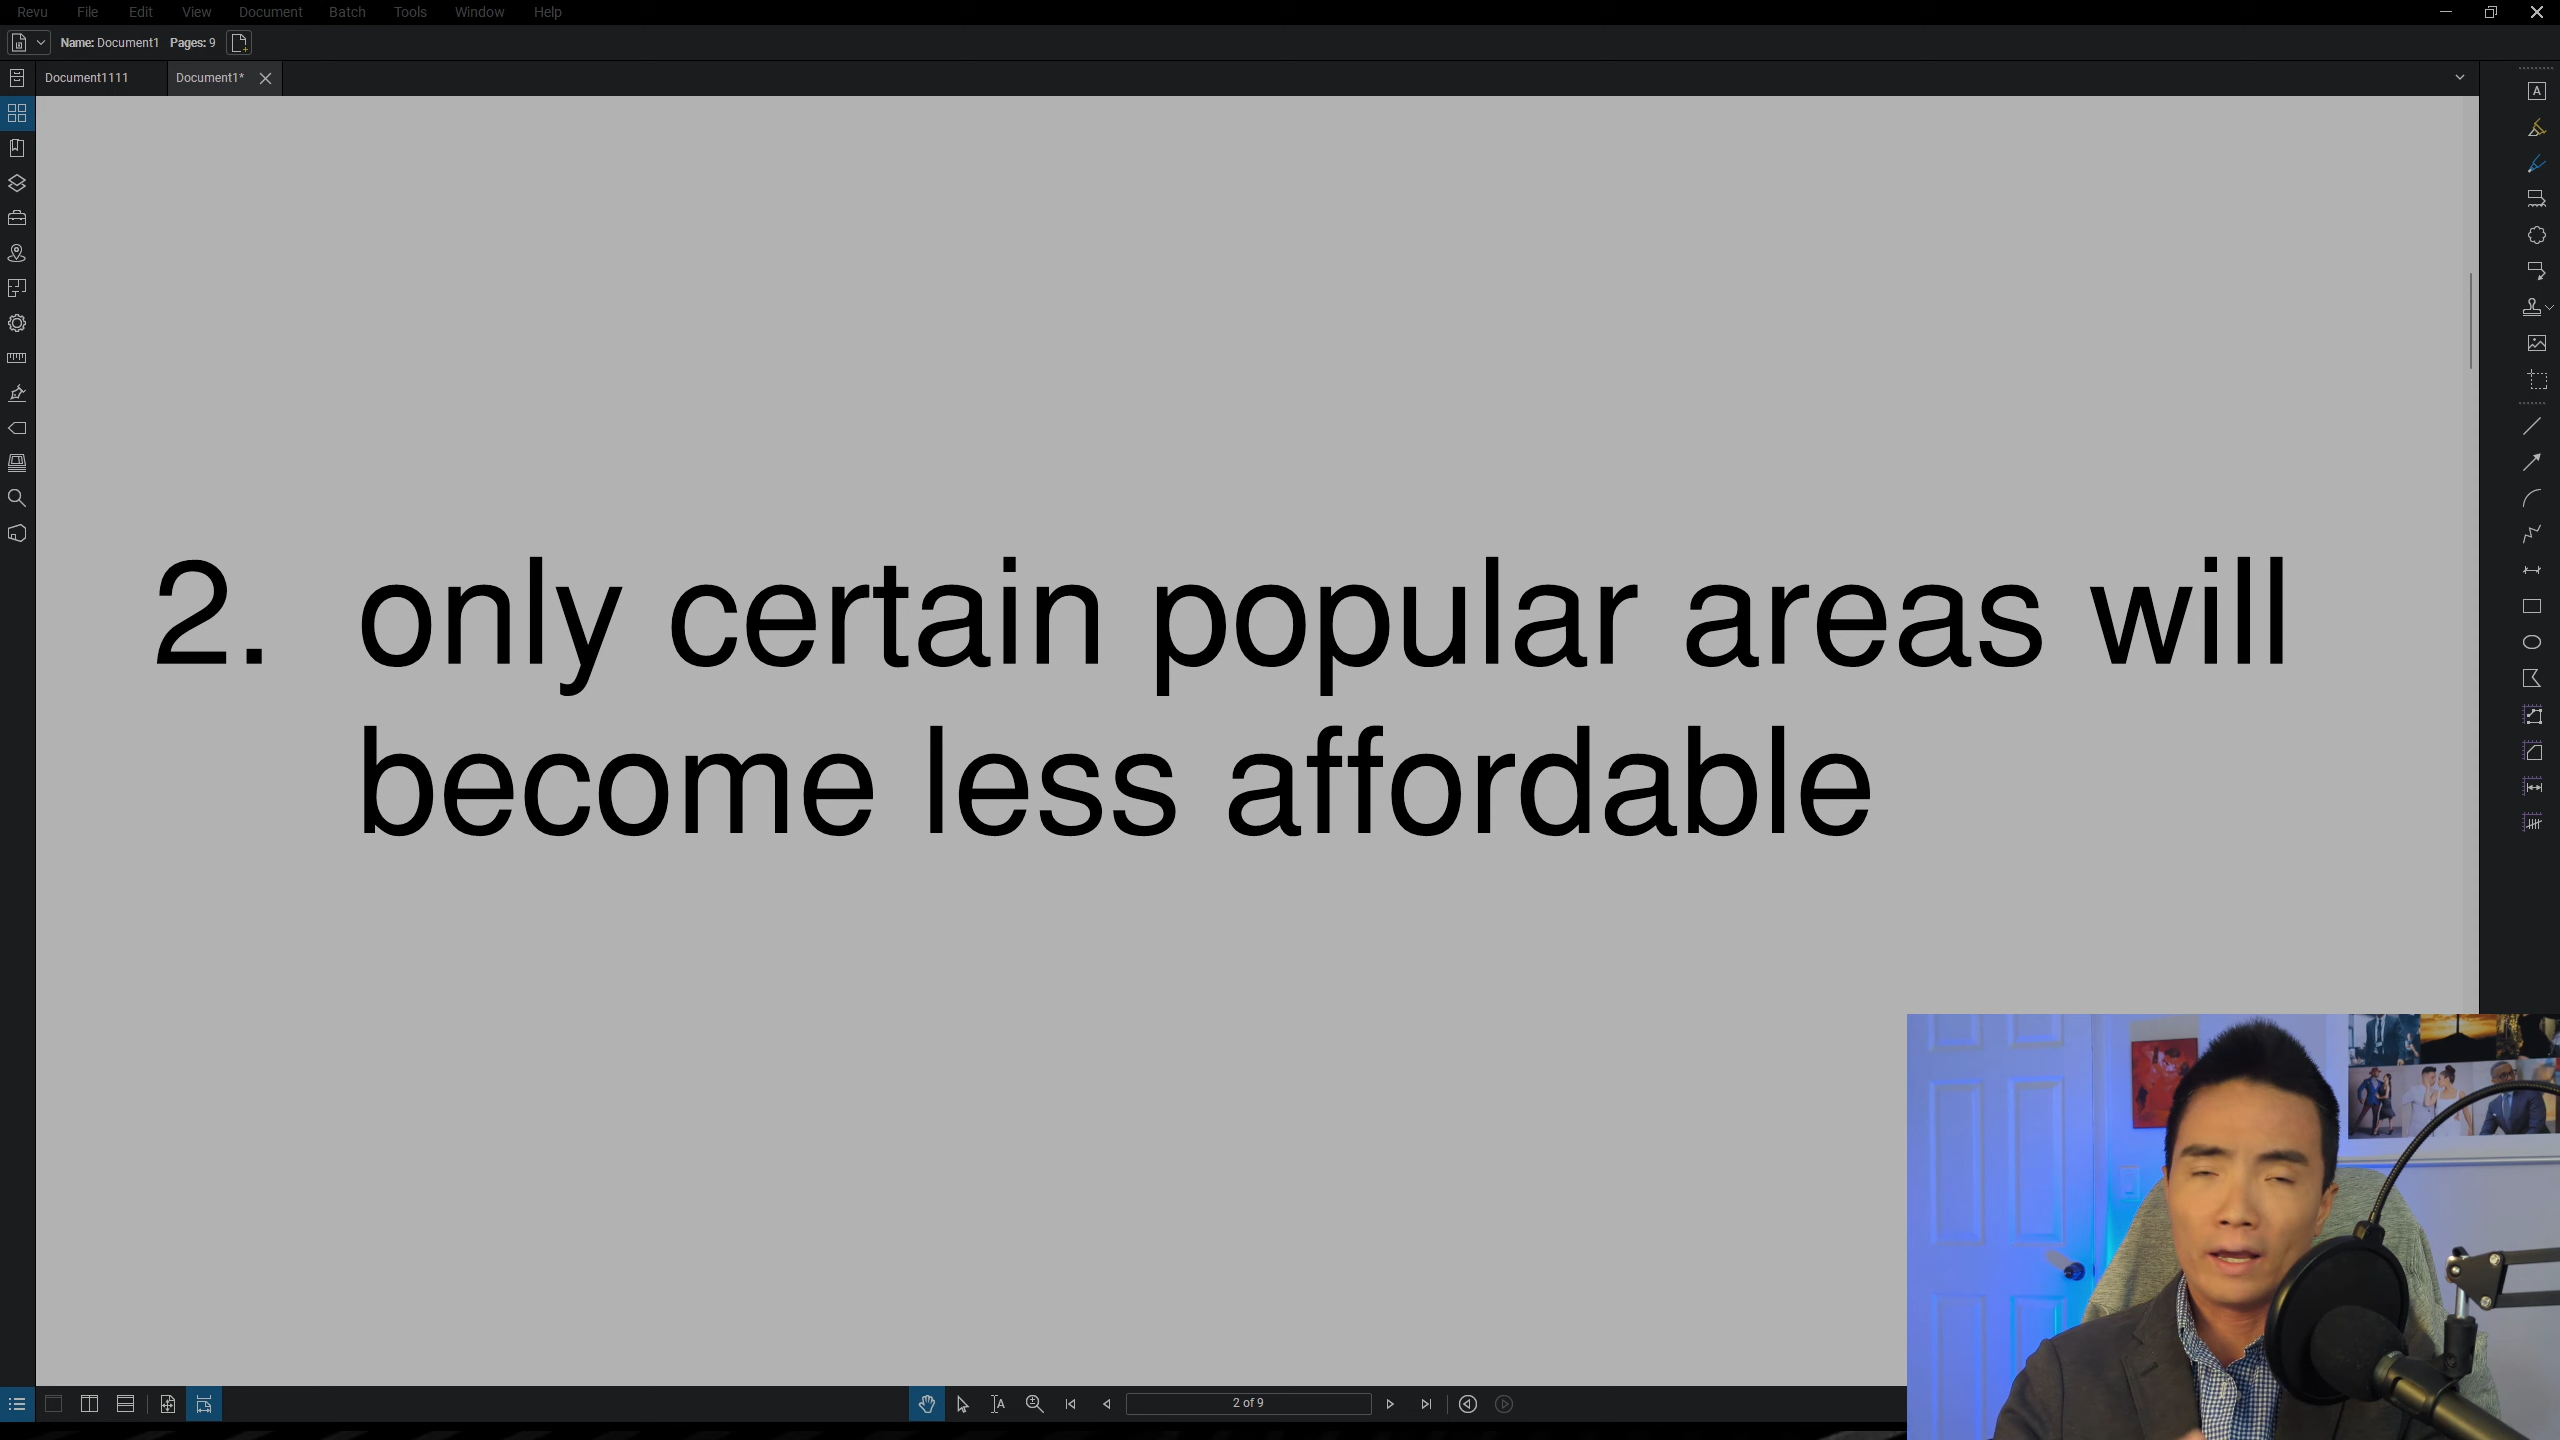 Revu File Edit View Document Batch Tools Window Help
Name: Document1 Pages: 9
Document1111 Document1*
2. only certain popular areas will
become less affordable
2 of 9